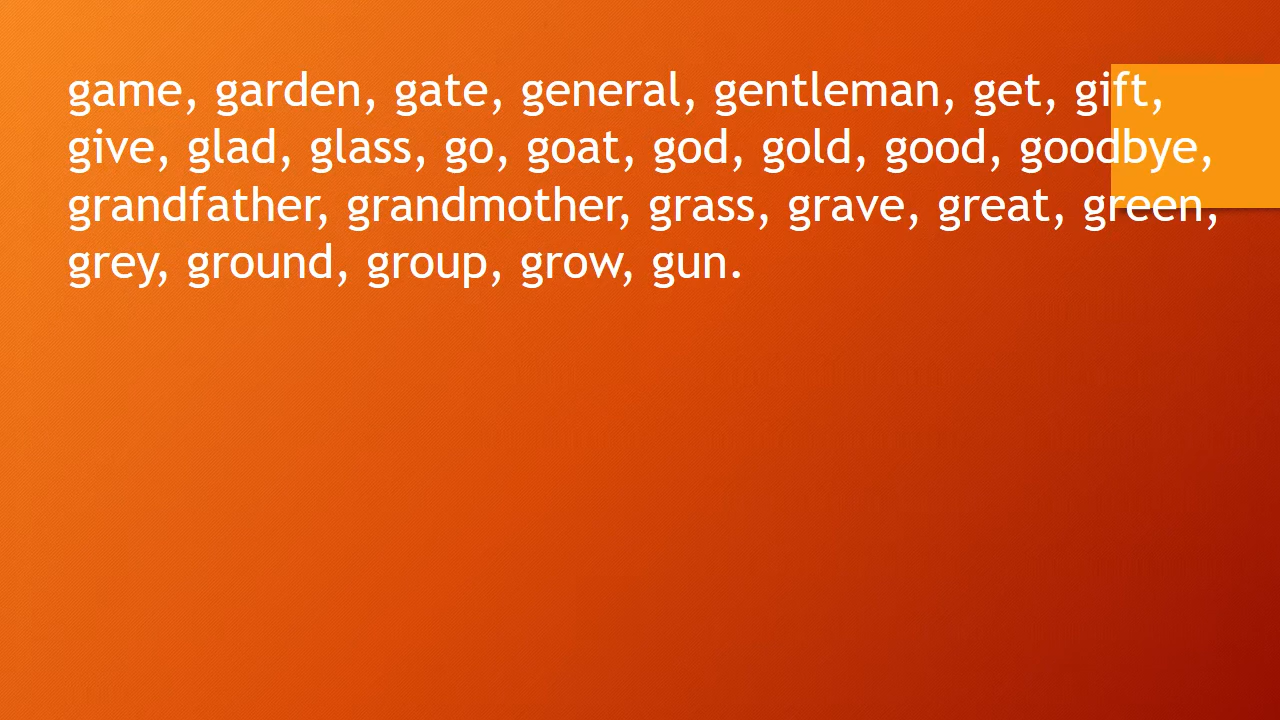 game, garden, gate, general, gentleman, get, gift,
give, glad, glass, go, goat, god, gold, good, goodbye,
grandfather, grandmother, grass, grave, great, green,
grey, ground, group, grow, gun.